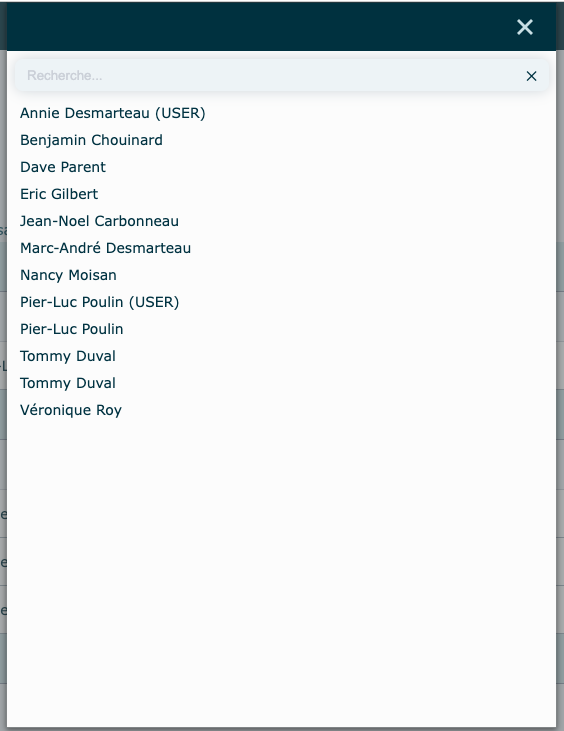 Recherche...
Annie Desmarteau (USER)
Benjamin Chouinard
Dave Parent
Eric Gilbert
Jean-Noel Carbonneau
Marc-André Desmarteau
Nancy Moisan
Pier-Luc Poulin (USER)
Pier-Luc Poulin
Tommy Duval
Tommy Duval
Véronique Roy